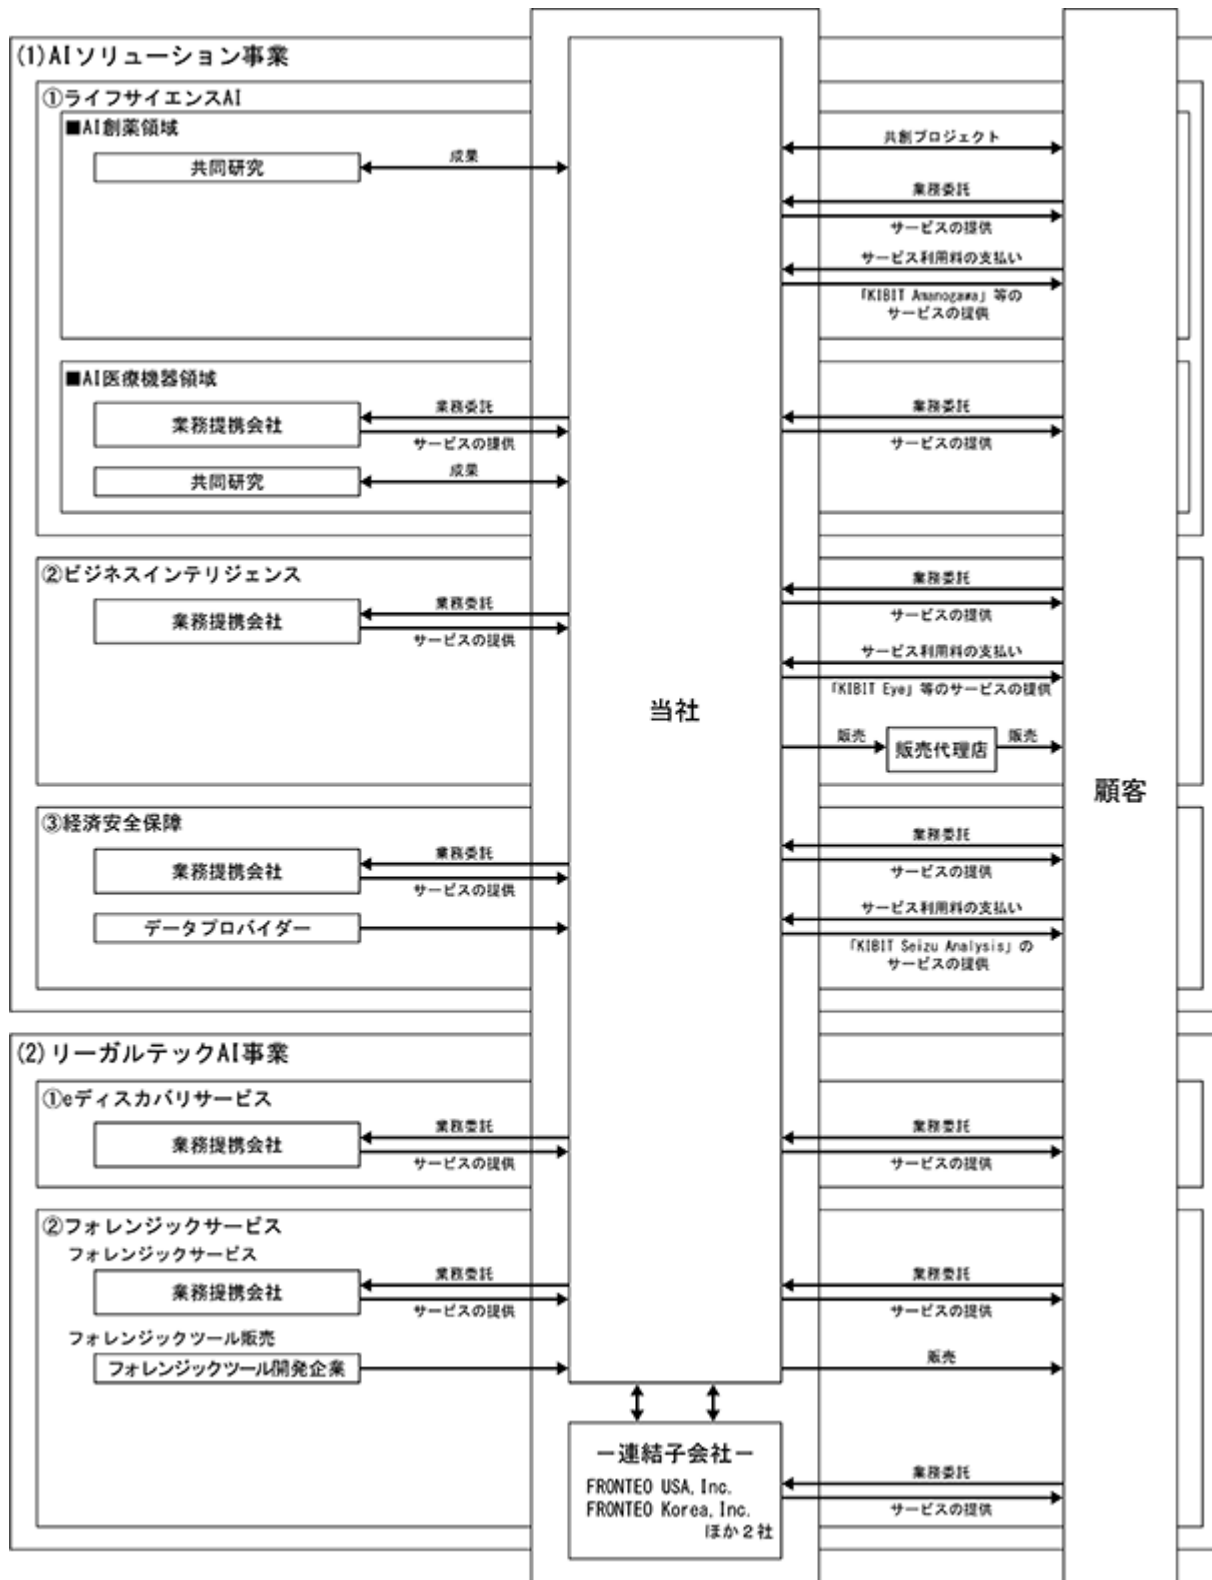 (1)AIソリューション事業
①ライフサイエンスAI
■AI創薬領域
共同研究
成果
共創プロジェクト
業務委託
サービスの提供
サービス利用料の支払い
「KIBIT Amanogawa」等の
サービスの提供
■AI医療機器領域
業務提携会社
業務委託
サービスの提供
業務委託
サービスの提供
共同研究
成果
②ビジネスインテリジェンス
業務提携会社
業務委託
サービスの提供
業務委託
サービスの提供
サービス利用料の支払い
「KIBIT Eye」等のサービスの提供
販売
販売代理店
販売
当社
顧客
③経済安全保障
業務提携会社
業務委託
サービスの提供
業務委託
サービスの提供
データプロバイダー
サービス利用料の支払い
「KIBIT Seizu Analysis」の
サービスの提供
(2)リーガルテックAI事業
①eディスカバリサービス
業務提携会社
業務委託
サービスの提供
業務委託
サービスの提供
②フォレンジックサービス
フォレンジックサービス
業務提携会社
業務委託
サービスの提供
業務委託
サービスの提供
フォレンジックツール販売
フォレンジックツール開発企業
販売
－連結子会社－
FRONTEO USA,Inc.
FRONTEO Korea,Inc.
ほか２社
業務委託
サービスの提供